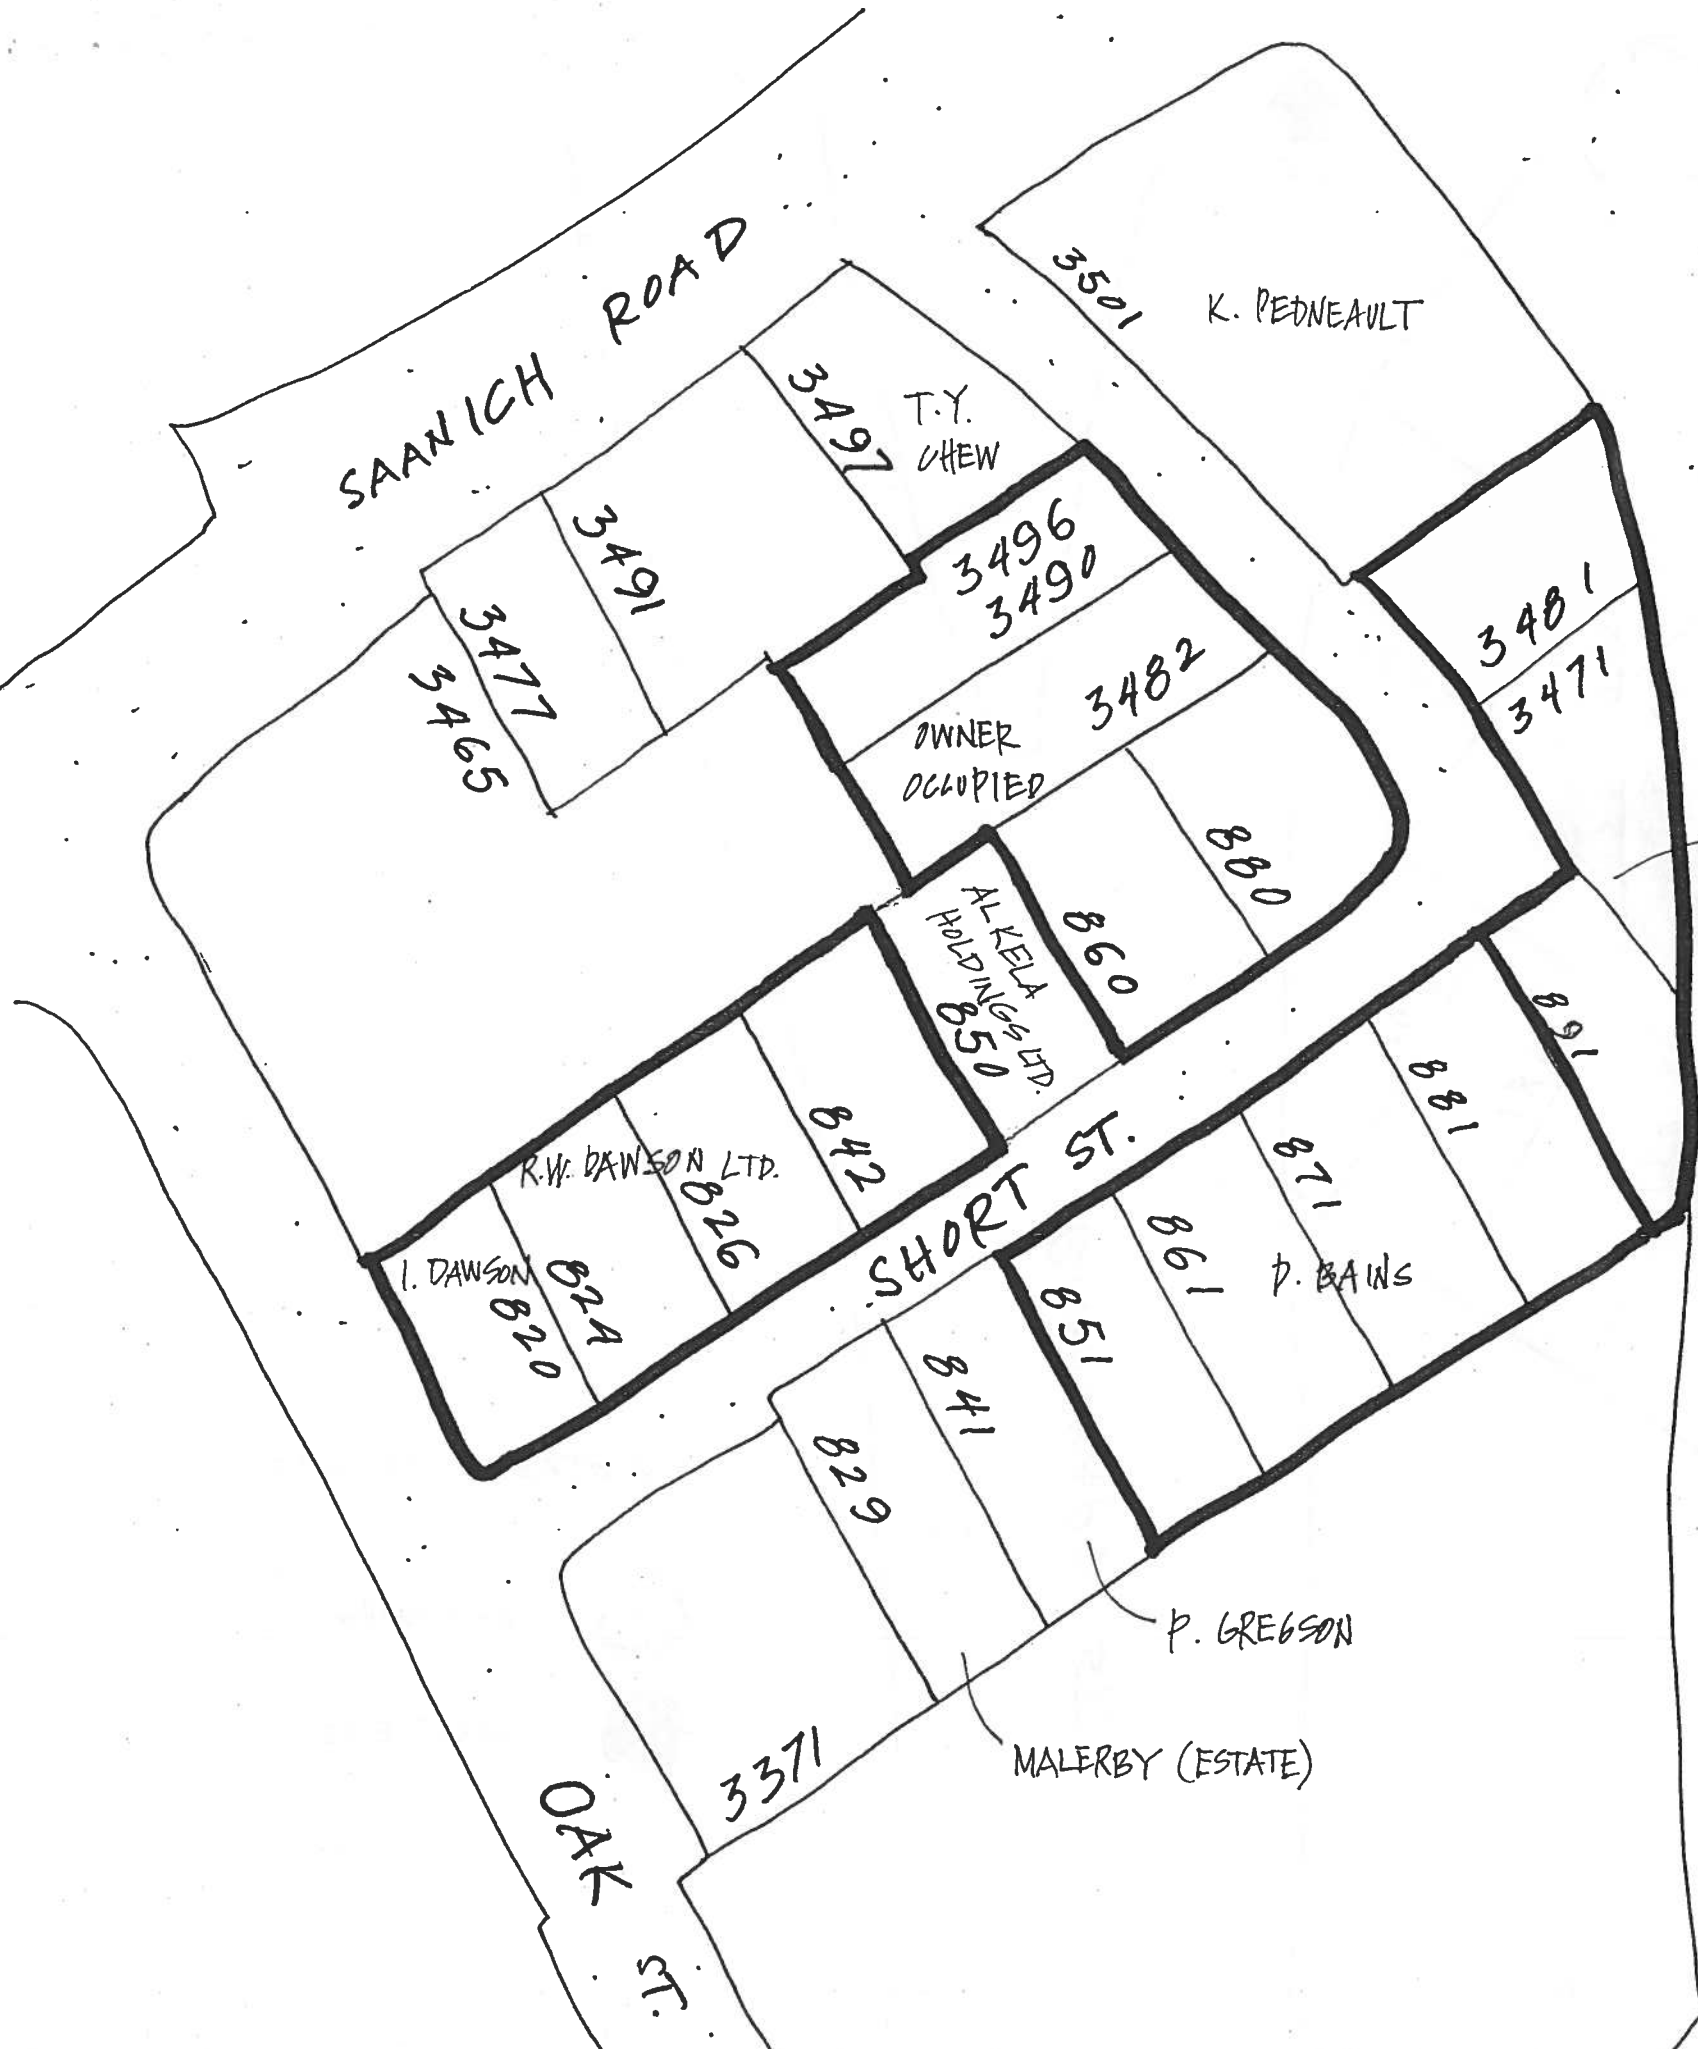 SAANICH ROAD
3501
K. PEDNEAULT
3497
T.Y.
CHEW
3491
3496
3490
3477
3465
3481
3471
3482
OWNER
OCCUPIED
880
860
ALKELA
HOLDINGS LTD.
850
891
881
842
R.W. DAWSON LTD.
826
871
SHORT ST.
861
D. BAINS
I. DAWSON
824
820
851
841
829
P. GREGSON
MALERBY (ESTATE)
3371
OAK ST.